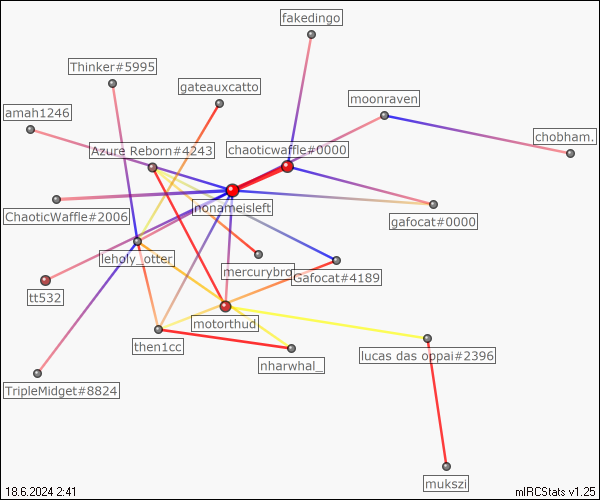 fakedingo
Thinker#5995
gateauxcatto
moonraven
amah1246
chobham.
Azure Reborn#4243
chaoticwaffle#0000
nonameisleft
ChaoticWaffle#2006
gafocat#0000
leholy_otter
mercurybro
Gafocat#4189
tt532
motorthud
then1cc
lucas das oppai#2396
nharwhal_
TripleMidget#8824
mukszi
18.6.2024 2:41
mIRCStats v1.25